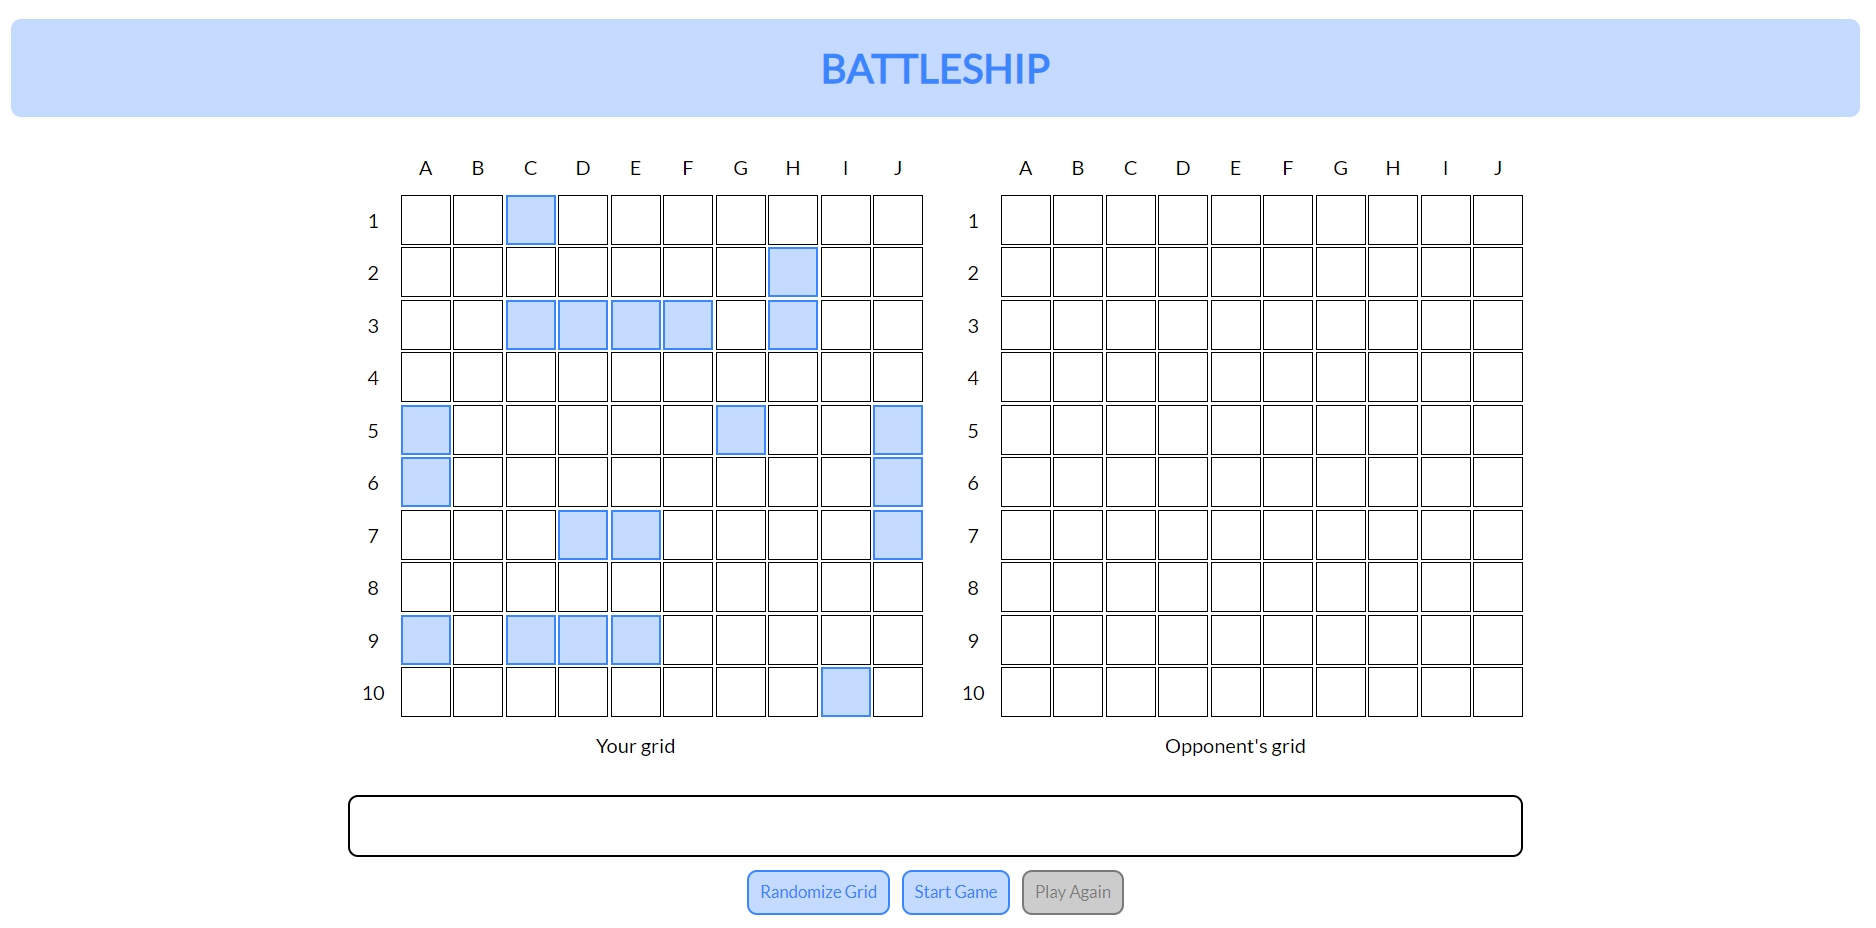 BATTLESHIP
A B C D E F G H I J
A B C D E F G H I J
1 1
2 2
3 3
4 4
5 5
6 6
7 7
8 8
9 9
10 10
Your grid
Opponent's grid
Randomize Grid
Start Game
Play Again